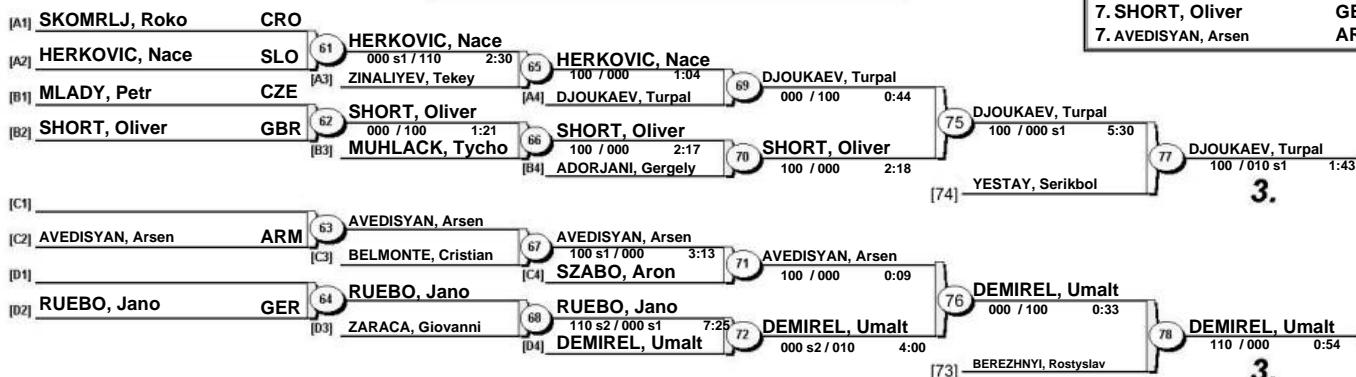 7. SHORT, Oliver
7. AVEDISYAN, Arsen
[A1] SKOMRLJ, Roko CRO
[A2] HERKOVIC, Nace SLO
61 HERKOVIC, Nace
000 s1 / 110 2:30
[A3] ZINALIYEV, Tekey
65 HERKOVIC, Nace
100 / 000 1:04
[A4] DJOUKAEV, Turpal
69 DJOUKAEV, Turpal
000 / 100 0:44
[B1] MLADY, Petr CZE
[B2] SHORT, Oliver GBR
62 SHORT, Oliver
000 / 100 1:21
[B3] MUHLACK, Tycho
66 SHORT, Oliver
100 / 000 2:17
[B4] ADORJANI, Gergely
70 SHORT, Oliver
100 / 000 2:18
75 DJOUKAEV, Turpal
100 / 000 s1 5:30
[74] YESTAY, Serikbol
77 DJOUKAEV, Turpal
100 / 010 s1 1:43
3.
[C1]
[C2] AVEDISYAN, Arsen ARM
63 AVEDISYAN, Arsen
[C3] BELMONTE, Cristian
67 AVEDISYAN, Arsen
100 s1 / 000 3:13
[C4] SZABO, Aron
71 AVEDISYAN, Arsen
100 / 000 0:09
[D1]
[D2] RUEBO, Jano GER
64 RUEBO, Jano
[D3] ZARACA, Giovanni
68 RUEBO, Jano
110 s2 / 000 s1 7:25
[D4] DEMIREL, Umalt
72 DEMIREL, Umalt
000 s2 / 010 4:00
76 DEMIREL, Umalt
000 / 100 0:33
[73] BEREZHNYI, Rostyslav
78 DEMIREL, Umalt
110 / 000 0:54
3.